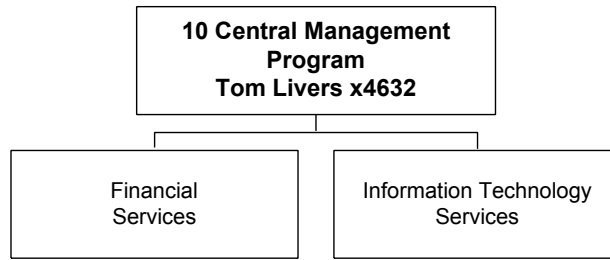 10 Central Management
Program
Tom Livers x4632
Financial
Services
Information Technology
Services